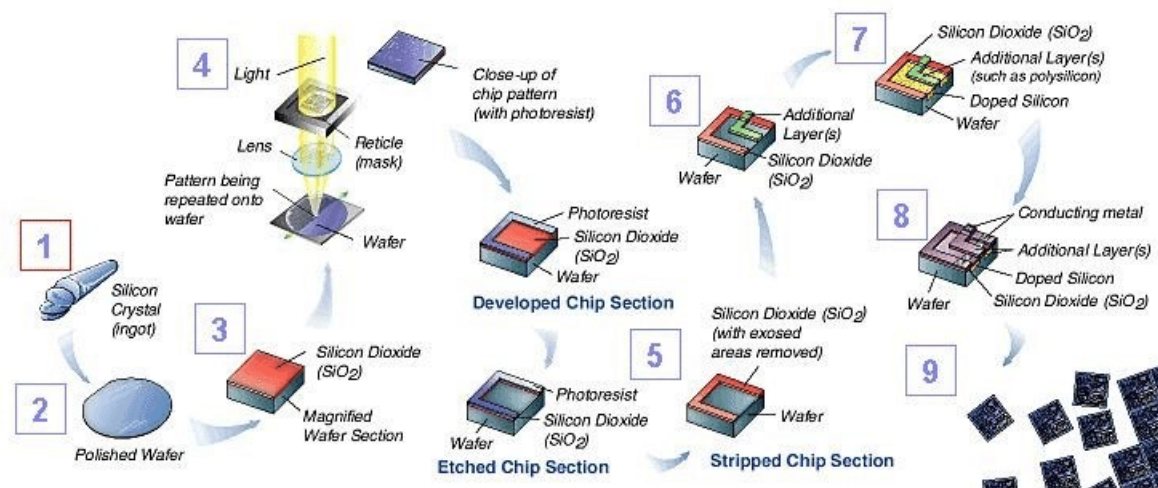 1
Silicon
Crystal
(ingot)
2
Polished Wafer
3
Silicon Dioxide
(SiO2)
Magnified
Wafer Section
4
Light
Reticle
(mask)
Lens
Pattern being
repeated onto
wafer
Wafer
Close-up of
chip pattern
(with photoresist)
Photoresist
Silicon Dioxide
(SiO2)
Wafer
Developed Chip Section
Photoresist
Silicon Dioxide
(SiO2)
Wafer
Etched Chip Section
5
Silicon Dioxide (SiO2)
(with exosed
areas removed)
Wafer
Stripped Chip Section
6
Additional
Layer(s)
Silicon Dioxide
(SiO2)
Wafer
7
Silicon Dioxide (SiO2)
Additional Layer(s)
(such as polysilicon)
Doped Silicon
Wafer
8
Conducting metal
Additional Layer(s)
Doped Silicon
Silicon Dioxide (SiO2)
Wafer
9